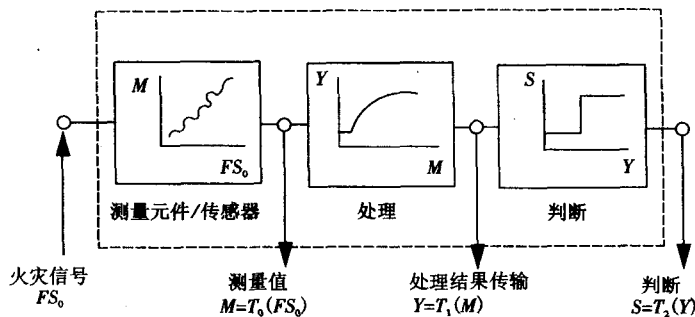 M
FS₀
Y
M
S
Y
测量元件/传感器
处理
判断
火灾信号
FS₀
测量值
M=T₀(FS₀)
处理结果传输
Y=T₁(M)
判断
S=T₂(Y)